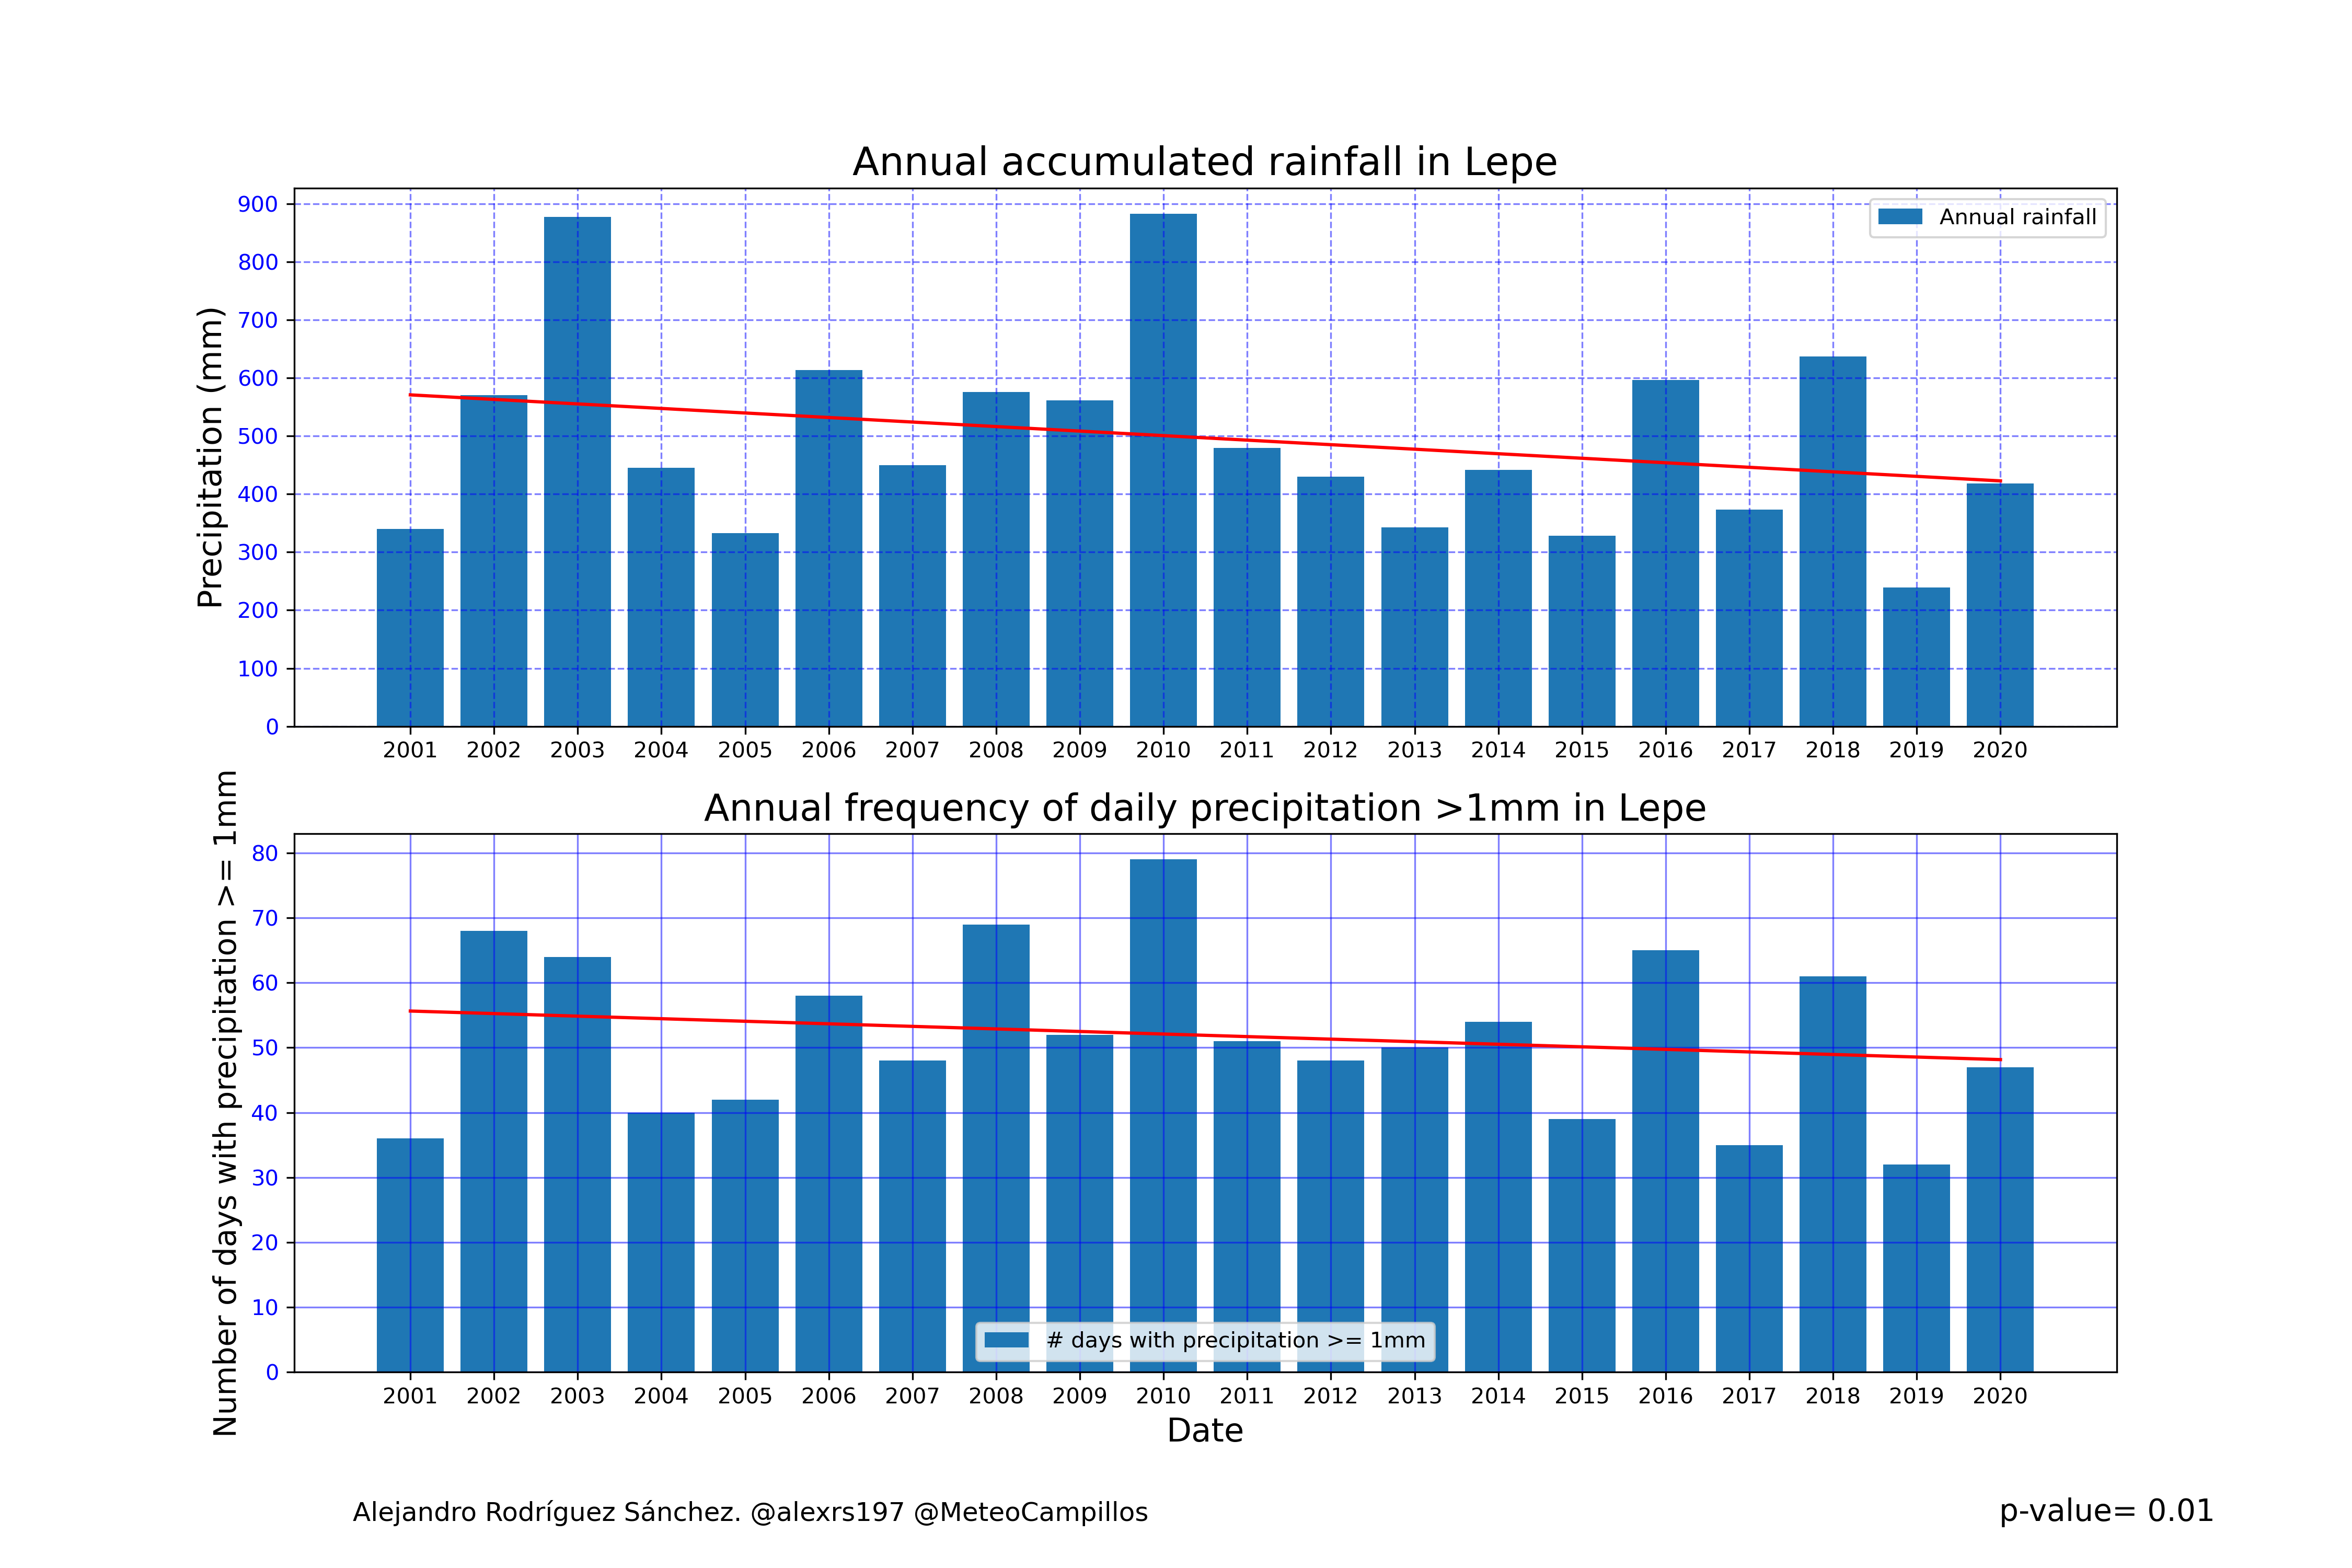 Annual accumulated rainfall in Lepe
Annual rainfall
Precipitation (mm)
900
800
700
600
500
400
300
200
100
0
2001 2002 2003 2004 2005 2006 2007 2008 2009 2010 2011 2012 2013 2014 2015 2016 2017 2018 2019 2020
Annual frequency of daily precipitation >1mm in Lepe
Number of days with precipitation >= 1mm
80
70
60
50
40
30
20
10
0
# days with precipitation >= 1mm
2001 2002 2003 2004 2005 2006 2007 2008 2009 2010 2011 2012 2013 2014 2015 2016 2017 2018 2019 2020
Date
Alejandro Rodríguez Sánchez. @alexrs197 @MeteoCampillos
p-value= 0.01